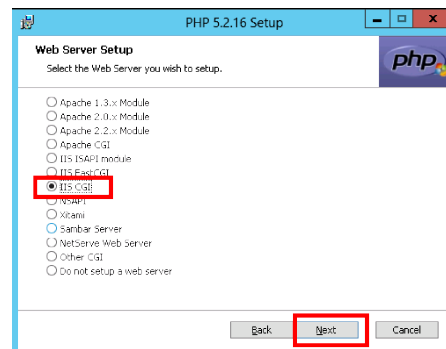 PHP 5.2.16 Setup
Web Server Setup
Select the Web Server you wish to setup.
php
Apache 1.3.x Module
Apache 2.0.x Module
Apache 2.2.x Module
Apache CGI
IIS ISAPI module
IIS FastCGI
IIS CGI
NSAPI
Xitami
Sambar Server
NetServe Web Server
Other CGI
Do not setup a web server
Back Next Cancel